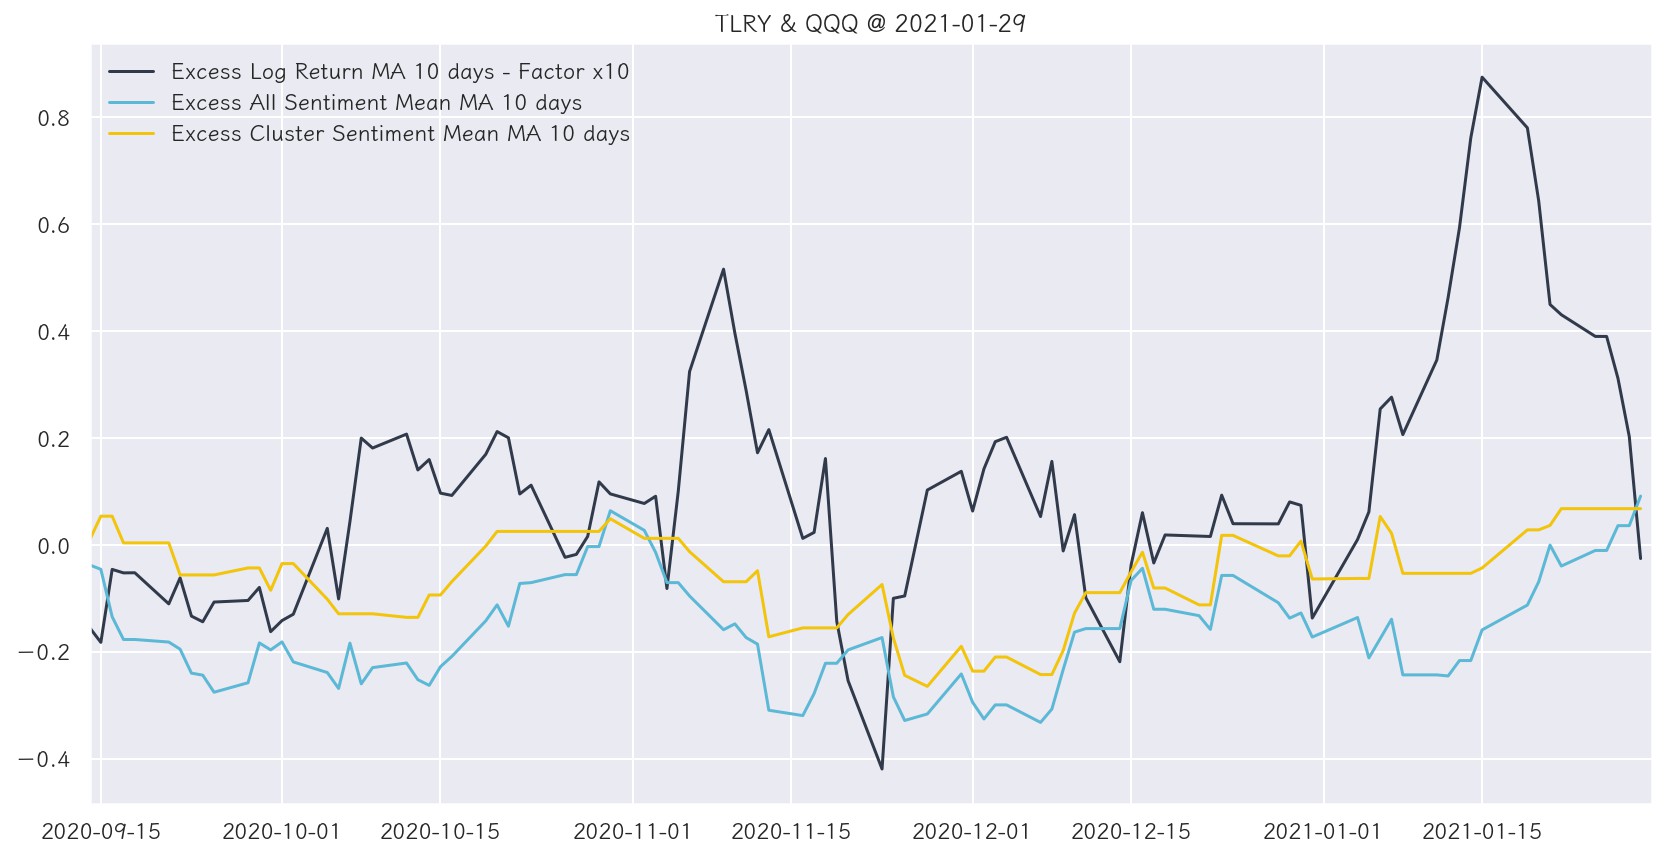 TLRY & QQQ @ 2021-01-29
Excess Log Return MA 10 days - Factor x10
Excess All Sentiment Mean MA 10 days
Excess Cluster Sentiment Mean MA 10 days
0.8
0.6
0.4
0.2
0.0
−0.2
−0.4
2020-09-15 2020-10-01 2020-10-15 2020-11-01 2020-11-15 2020-12-01 2020-12-15 2021-01-01 2021-01-15